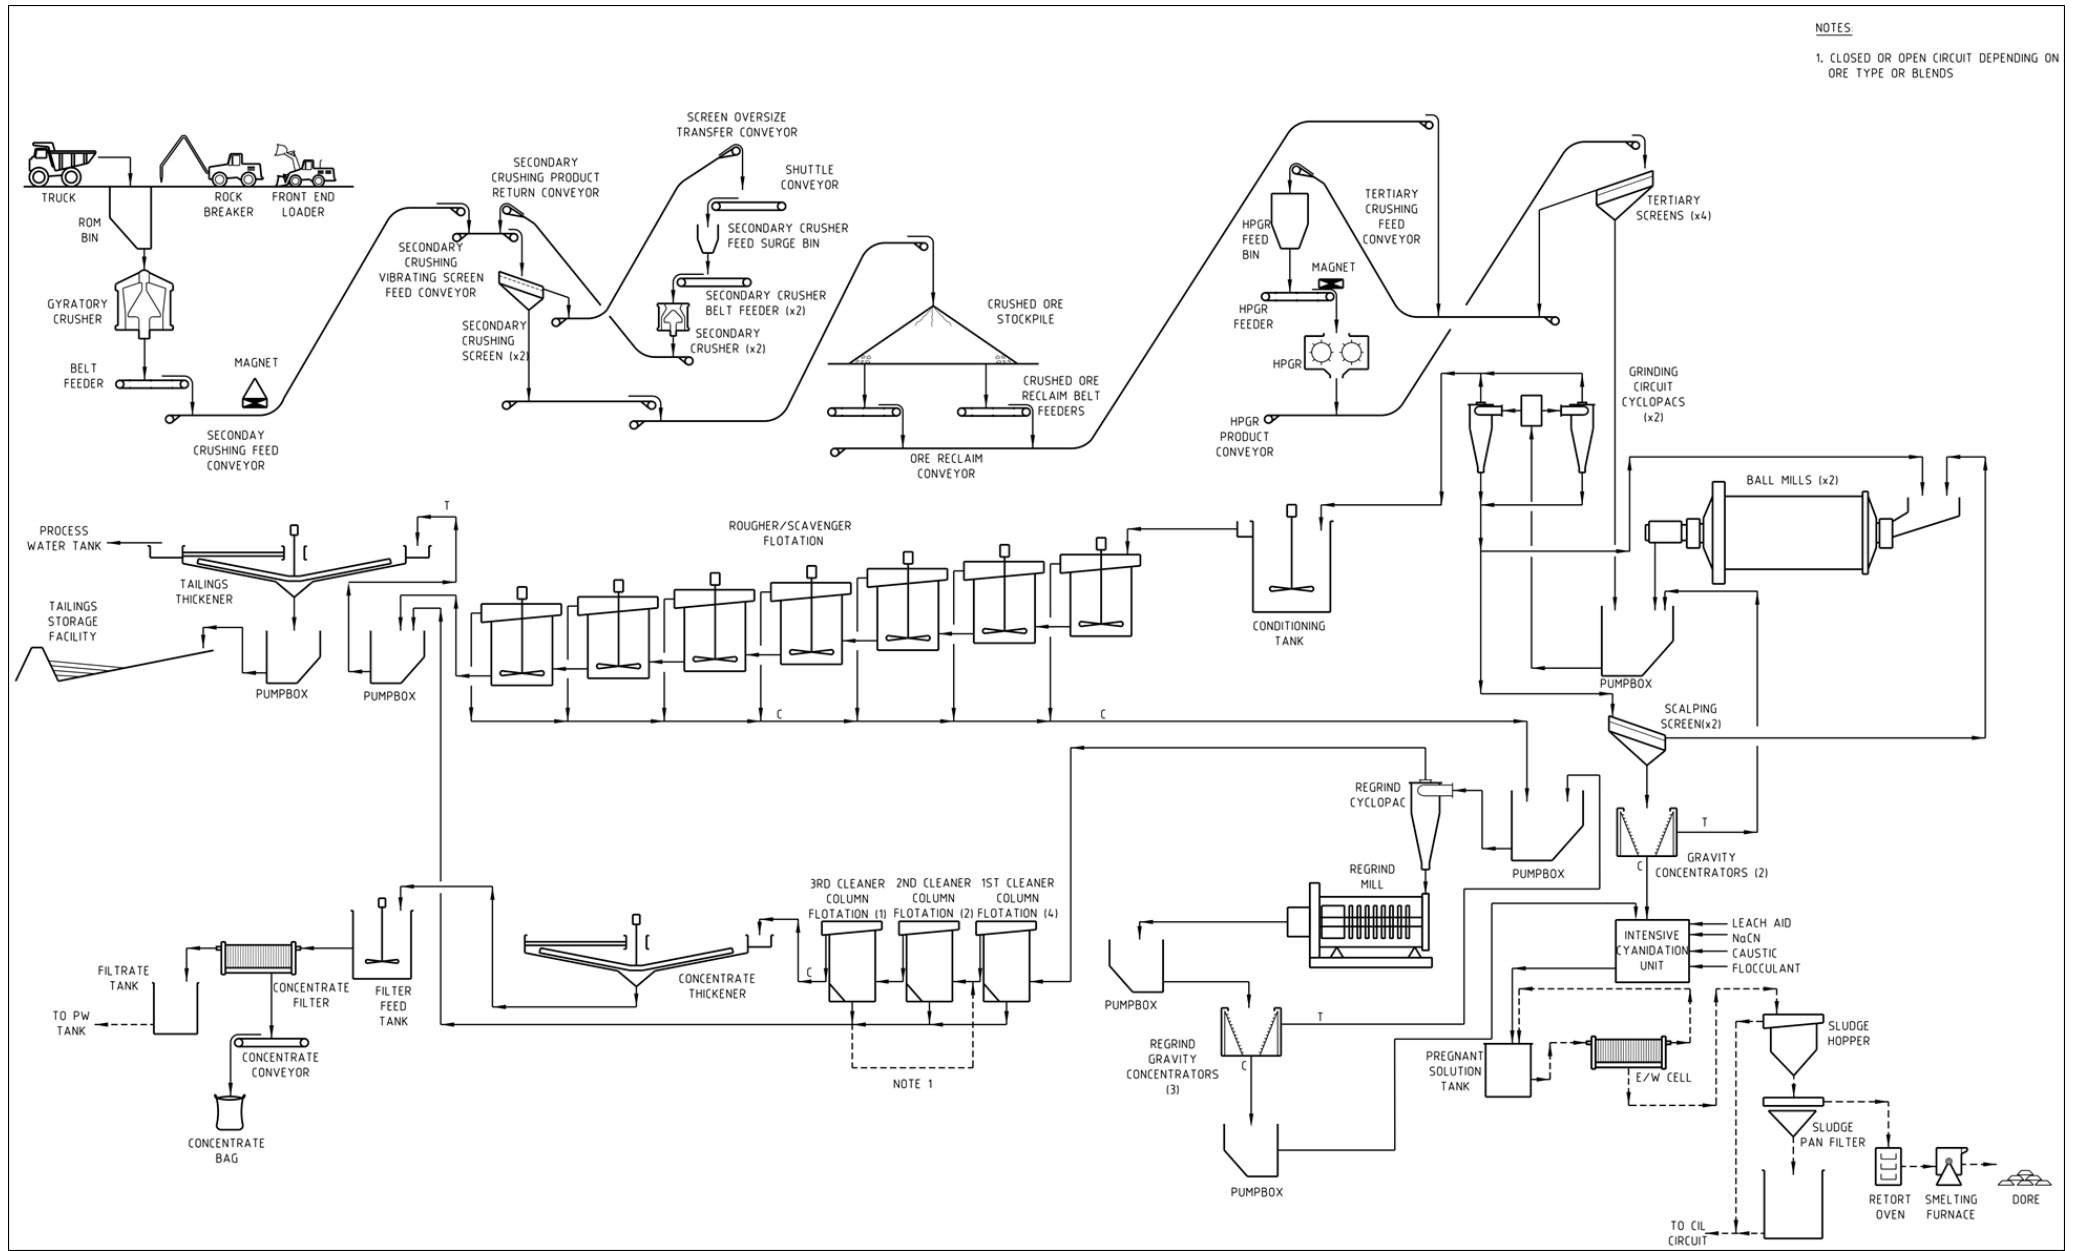 NOTES:
1. CLOSED OR OPEN CIRCUIT DEPENDING ON
ORE TYPE OR BLENDS
TRUCK
ROCK
BREAKER
FRONT END
LOADER
ROM
BIN
GYRATORY
CRUSHER
BELT
FEEDER
MAGNET
SECONDAY
CRUSHING FEED
CONVEYOR
SECONDARY
CRUSHING
VIBRATING SCREEN
FEED CONVEYOR
SECONDARY
CRUSHING PRODUCT
RETURN CONVEYOR
SECONDARY
CRUSHING
SCREEN (x2)
SCREEN OVERSIZE
TRANSFER CONVEYOR
SHUTTLE
CONVEYOR
SECONDARY CRUSHER
FEED SURGE BIN
SECONDARY CRUSHER
BELT FEEDER (x2)
SECONDARY
CRUSHER (x2)
CRUSHED ORE
STOCKPILE
CRUSHED ORE
RECLAIM BELT
FEEDERS
ORE RECLAIM
CONVEYOR
HPGR
FEED
BIN
MAGNET
HPGR
FEEDER
HPGR
HPGR
PRODUCT
CONVEYOR
TERTIARY
CRUSHING
FEED
CONVEYOR
TERTIARY
SCREENS (x4)
GRINDING
CIRCUIT
CYCLOPACS
(x2)
BALL MILLS (x2)
PROCESS
WATER TANK
T
TAILINGS
THICKENER
TAILINGS
STORAGE
FACILITY
PUMPBOX
PUMPBOX
ROUGHER/SCAVENGER
FLOTATION
C
C
CONDITIONING
TANK
PUMPBOX
SCALPING
SCREEN(x2)
REGRIND
CYCLOPAC
PUMPBOX
T
C
GRAVITY
CONCENTRATORS (2)
REGRIND
MILL
3RD CLEANER
COLUMN
FLOTATION (1)
2ND CLEANER
COLUMN
FLOTATION (2)
1ST CLEANER
COLUMN
FLOTATION (4)
C
CONCENTRATE
THICKENER
FILTER
FEED
TANK
CONCENTRATE
FILTER
FILTRATE
TANK
TO PW
TANK
CONCENTRATE
CONVEYOR
CONCENTRATE
BAG
NOTE 1
PUMPBOX
T
REGRIND
GRAVITY
CONCENTRATORS
(3)
C
PUMPBOX
INTENSIVE
CYANIDATION
UNIT
LEACH AID
NaCN
CAUSTIC
FLOCCULANT
PREGNANT
SOLUTION
TANK
E/W CELL
SLUDGE
HOPPER
SLUDGE
PAN FILTER
RETORT
OVEN
SMELTING
FURNACE
DORE
TO CIL
CIRCUIT